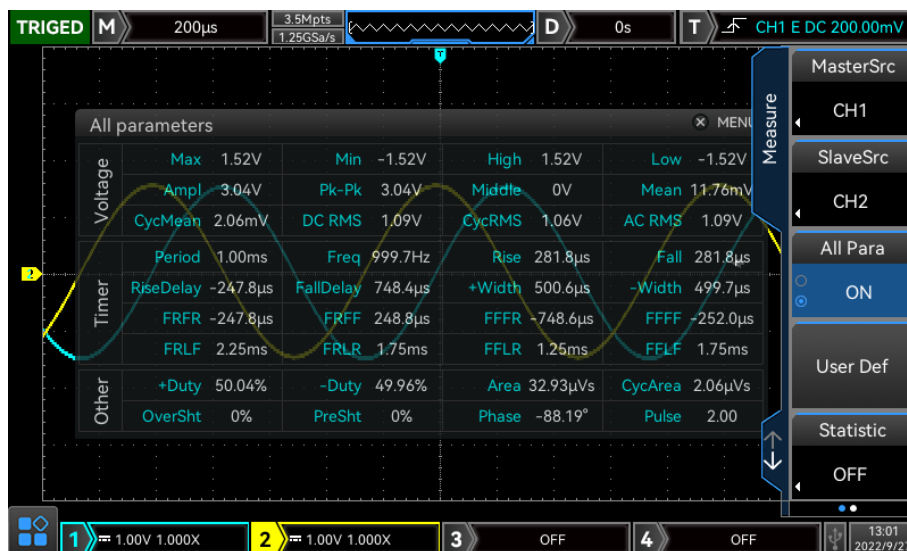 TRIGED M 200μs 3.5Mpts 1.25GSa/s D 0s T CH1 E DC 200.00mV
T
MasterSrc
CH1
SlaveSrc
CH2
All Para
ON
User Def
Statistic
OFF
Measure
All parameters × MENU
Voltage
Max 1.52V Min -1.52V High 1.52V Low -1.52V
Ampl 3.04V Pk-Pk 3.04V Middle 0V Mean 11.76mV
CycMean 2.06mV DC RMS 1.09V CycRMS 1.06V AC RMS 1.09V
Timer
Period 1.00ms Freq 999.7Hz Rise 281.8μs Fall 281.8μs
RiseDelay -247.8μs FallDelay 748.4μs +Width 500.6μs -Width 499.7μs
FRFR -247.8μs FRFF 248.8μs FFFR -748.6μs FFFF -252.0μs
FRLF 2.25ms FRLR 1.75ms FFLR 1.25ms FFLF 1.75ms
Other
+Duty 50.04% -Duty 49.96% Area 32.93μVs CycArea 2.06μVs
OverSht 0% PreSht 0% Phase -88.19° Pulse 2.00
2
1 1.00V 1.000X 2 1.00V 1.000X 3 OFF 4 OFF
13:01